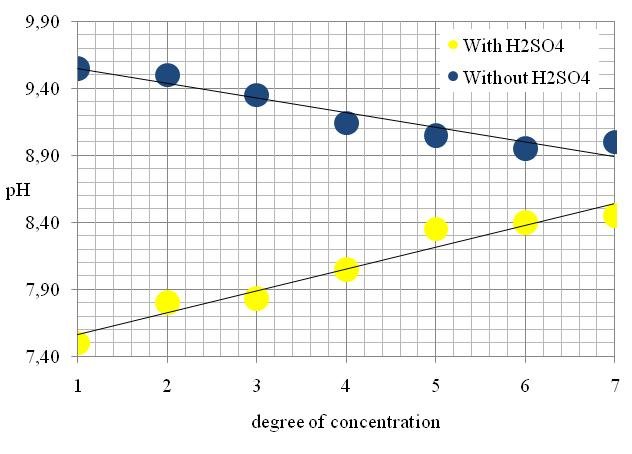 9,90
With H2SO4
Without H2SO4
9,40
8,90
pH
8,40
7,90
7,40
1 2 3 4 5 6 7
degree of concentration